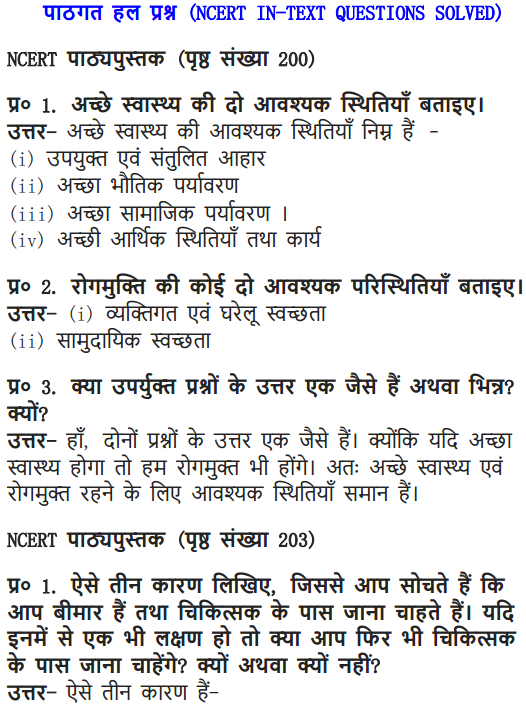 पाठगत हल प्रश्न (NCERT IN-TEXT QUESTIONS SOLVED)
NCERT पाठ्यपुस्तक (पृष्ठ संख्या 200)
प्र० 1. अच्छे स्वास्थ्य की दो आवश्यक स्थितियाँ बताइए।
उत्तर- अच्छे स्वास्थ्य की आवश्यक स्थितियाँ निम्न हैं -
(i) उपयुक्त एवं संतुलित आहार
(ii) अच्छा भौतिक पर्यावरण
(iii) अच्छा सामाजिक पर्यावरण ।
(iv) अच्छी आर्थिक स्थितियाँ तथा कार्य
प्र० 2. रोगमुक्ति की कोई दो आवश्यक परिस्थितियाँ बताइए।
उत्तर- (i) व्यक्तिगत एवं घरेलू स्वच्छता
(ii) सामुदायिक स्वच्छता
प्र० 3. क्या उपर्युक्त प्रश्नों के उत्तर एक जैसे हैं अथवा भिन्न?
क्यों?
उत्तर- हाँ, दोनों प्रश्नों के उत्तर एक जैसे हैं। क्योंकि यदि अच्छा
स्वास्थ्य होगा तो हम रोगमुक्त भी होंगे। अतः अच्छे स्वास्थ्य एवं
रोगमुक्त रहने के लिए आवश्यक स्थितियाँ समान हैं।
NCERT पाठ्यपुस्तक (पृष्ठ संख्या 203)
प्र० 1. ऐसे तीन कारण लिखिए, जिससे आप सोचते हैं कि
आप बीमार हैं तथा चिकित्सक के पास जाना चाहते हैं। यदि
इनमें से एक भी लक्षण हो तो क्या आप फिर भी चिकित्सक
के पास जाना चाहेंगे? क्यों अथवा क्यों नहीं?
उत्तर- ऐसे तीन कारण हैं-